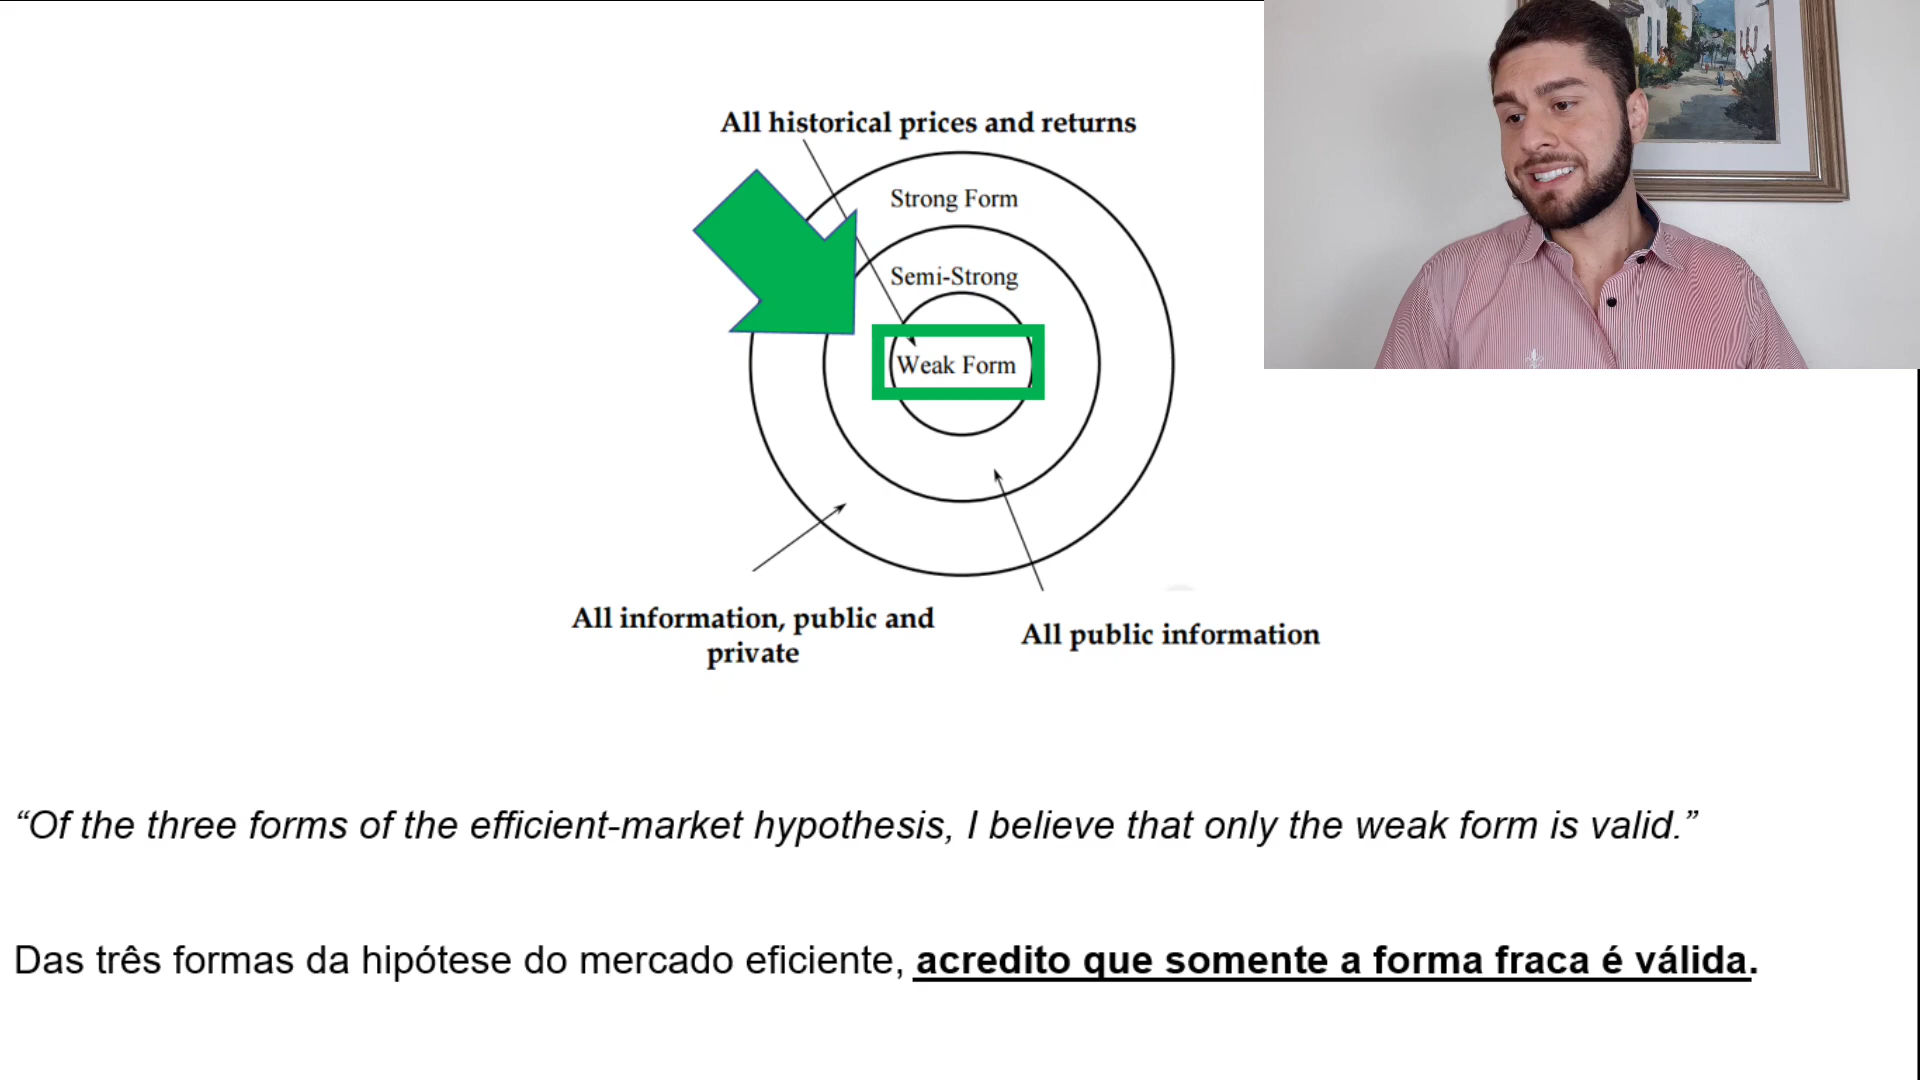 All historical prices and returns
Strong Form
Semi-Strong
Weak Form
All information, public and
private
All public information
“Of the three forms of the efficient-market hypothesis, I believe that only the weak form is valid.”
Das três formas da hipótese do mercado eficiente, acredito que somente a forma fraca é válida.